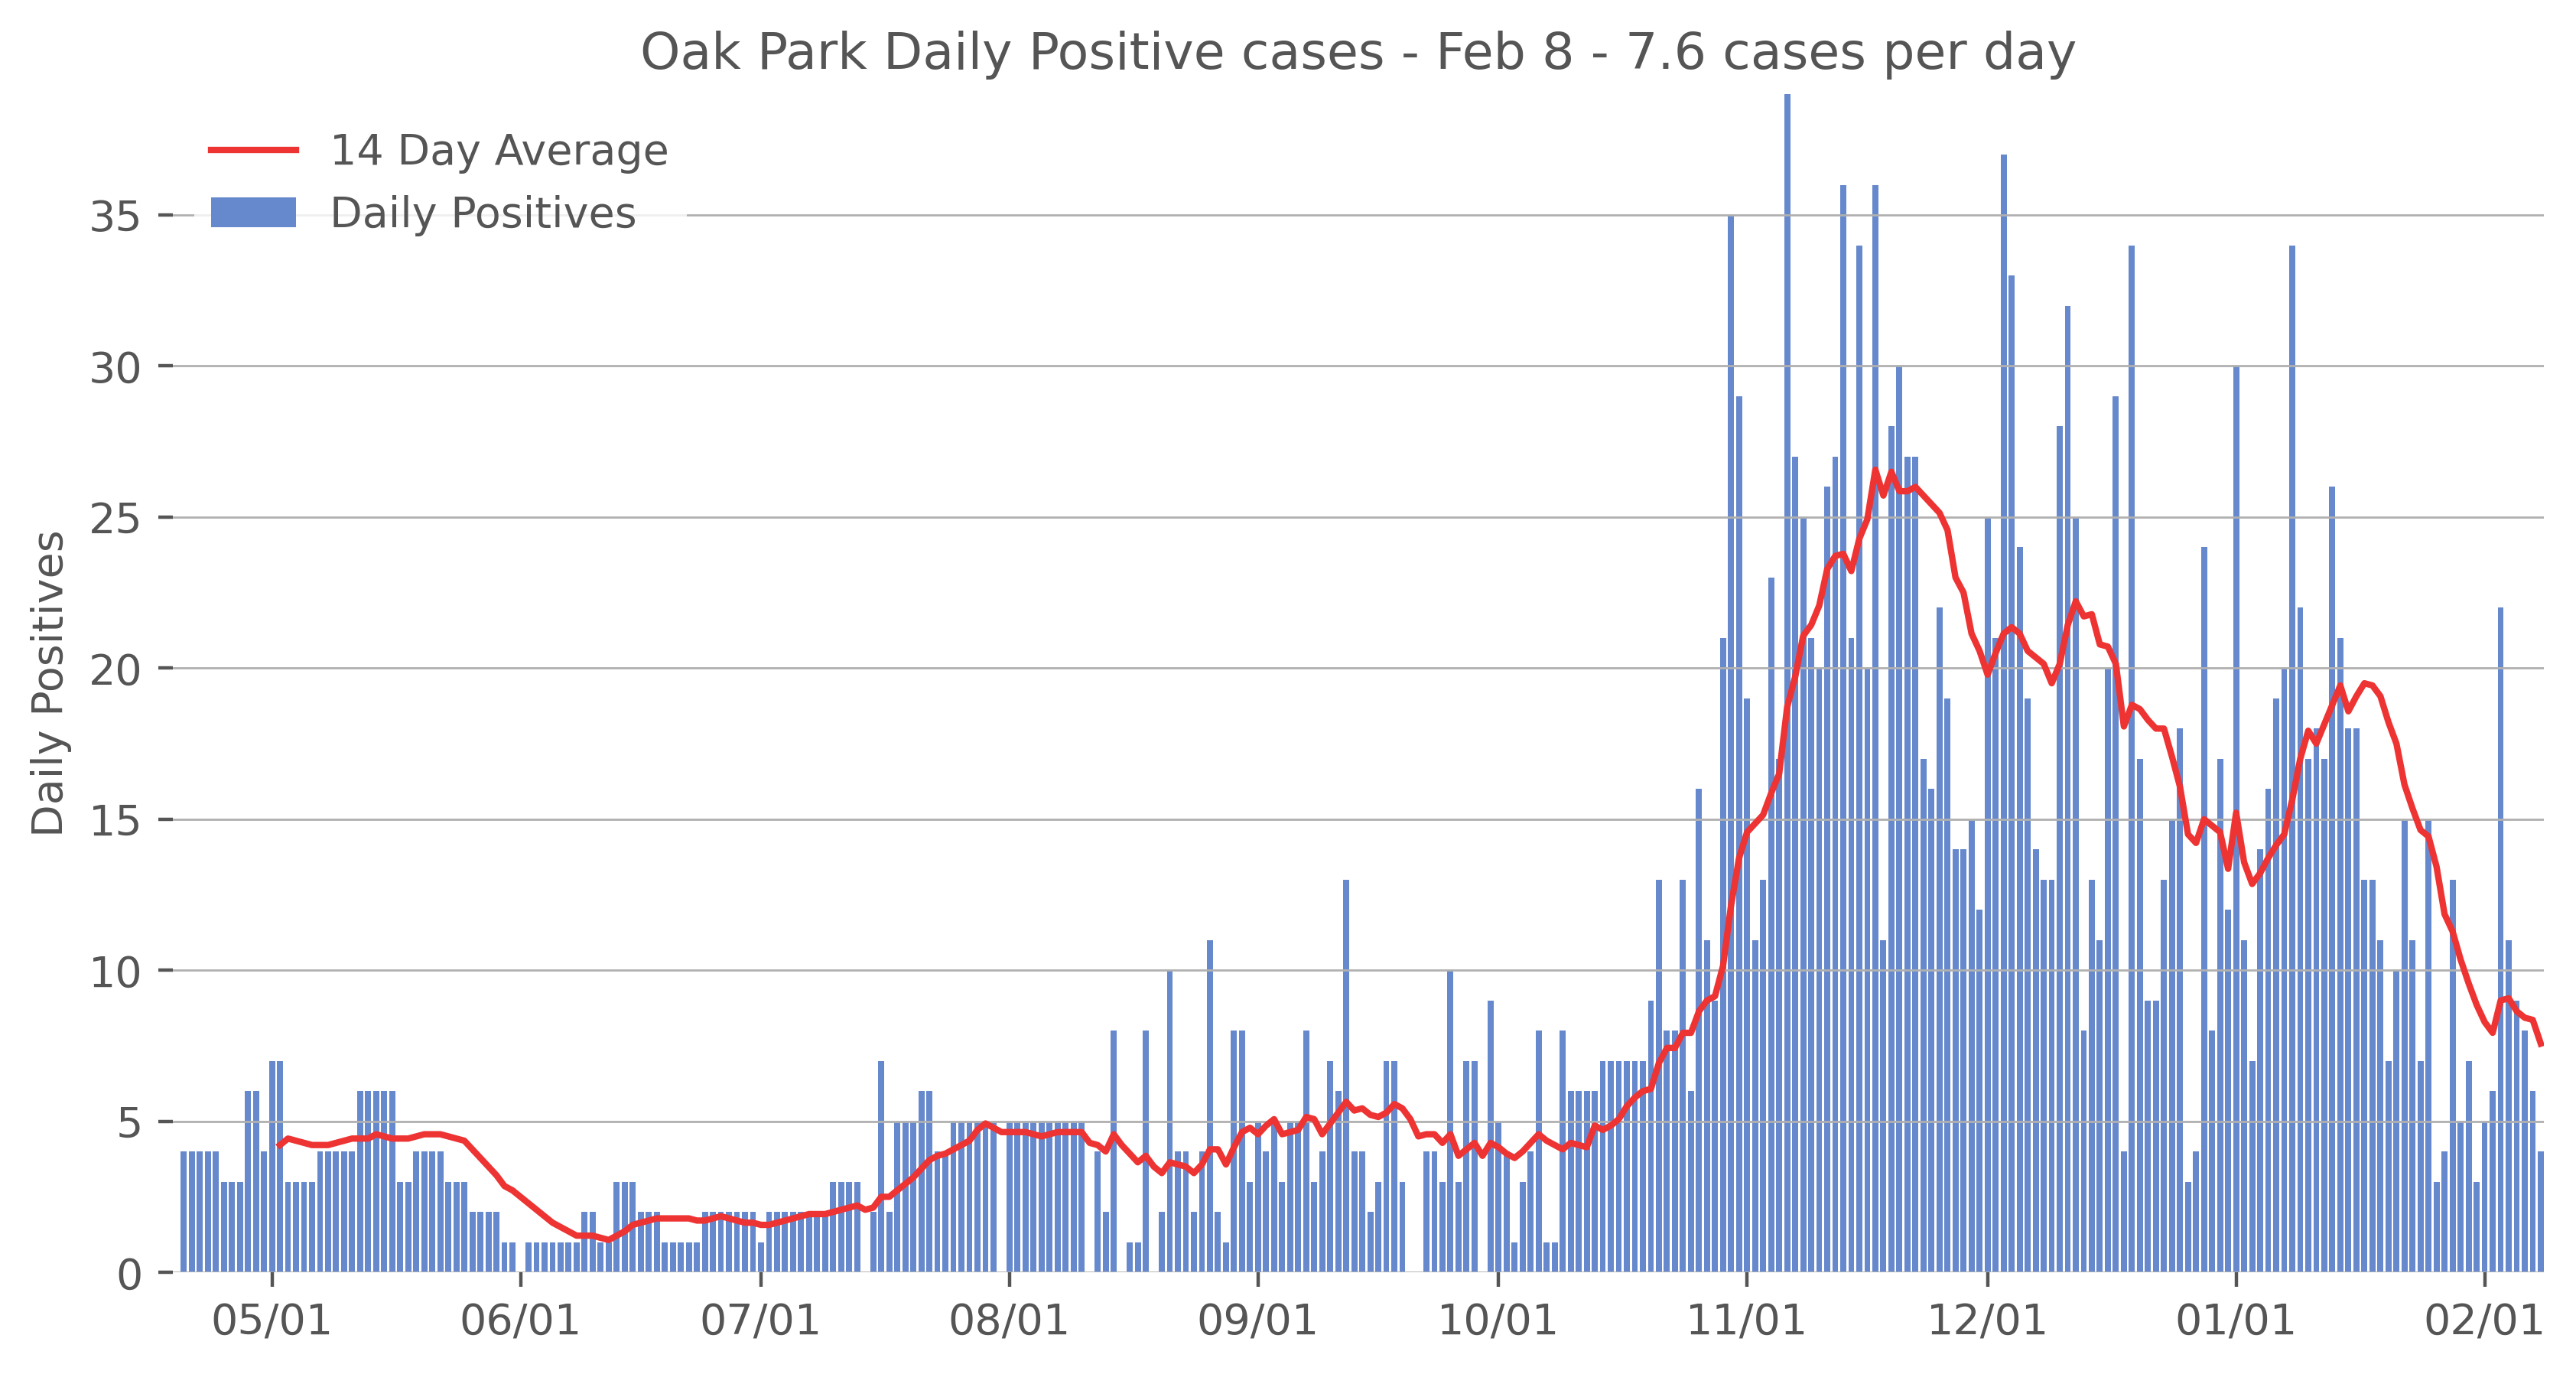 Oak Park Daily Positive cases - Feb 8 - 7.6 cases per day
14 Day Average
Daily Positives
Daily Positives
35
30
25
20
15
10
5
0
05/01 06/01 07/01 08/01 09/01 10/01 11/01 12/01 01/01 02/01